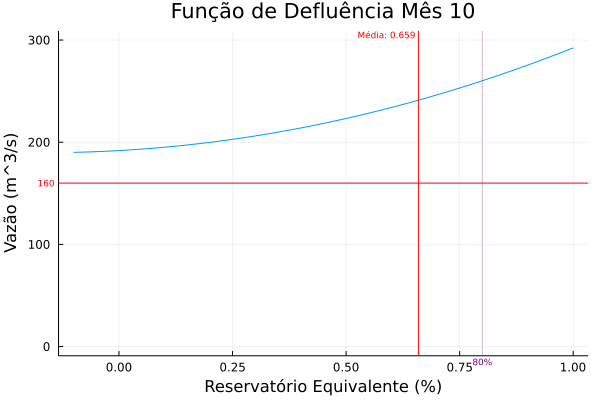 Função de Defluência Mês 10
Média: 0.659
300
200
160
100
0
Vazão (m^3/s)
0.00
0.25
0.50
0.75
80%
1.00
Reservatório Equivalente (%)